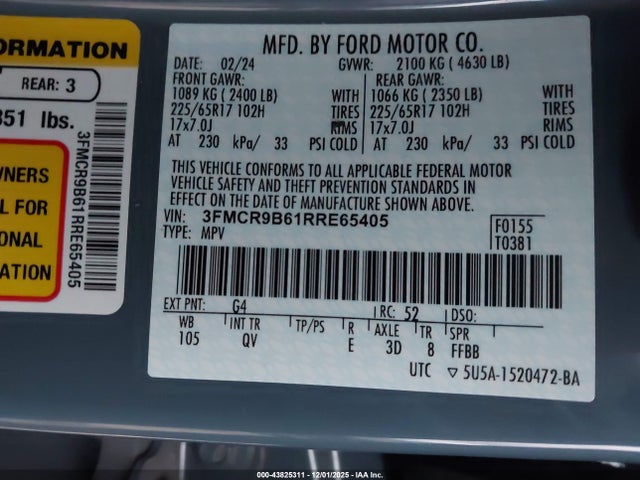 ORMATION
REAR: 3
351 lbs.
3FMCR9B61RRE65405
WNERS
L FOR
ONAL
ATION
MFD. BY FORD MOTOR CO.
DATE: 02/24 GVWR: 2100 KG ( 4630 LB)
FRONT GAWR: REAR GAWR:
1089 KG ( 2400 LB) WITH 1066 KG ( 2350 LB) WITH
225/65R17 102H TIRES 225/65R17 102H TIRES
17x7.0J RIMS 17x7.0J RIMS
AT 230 kPa/ 33 PSI COLD AT 230 kPa/ 33 PSI COLD
THIS VEHICLE CONFORMS TO ALL APPLICABLE FEDERAL MOTOR
VEHICLE SAFETY AND THEFT PREVENTION STANDARDS IN
EFFECT ON THE DATE OF MANUFACTURE SHOWN ABOVE.
VIN: 3FMCR9B61RRE65405 F0155
TYPE: MPV T0381
EXT PNT: G4 RC: 52 DSO:
WB INT TR TP/PS R AXLE TR SPR
105 QV E 3D 8 FFBB
UTC ▽ 5U5A-1520472-BA
000-43825311 - 12/01/2025 - IAA Inc.